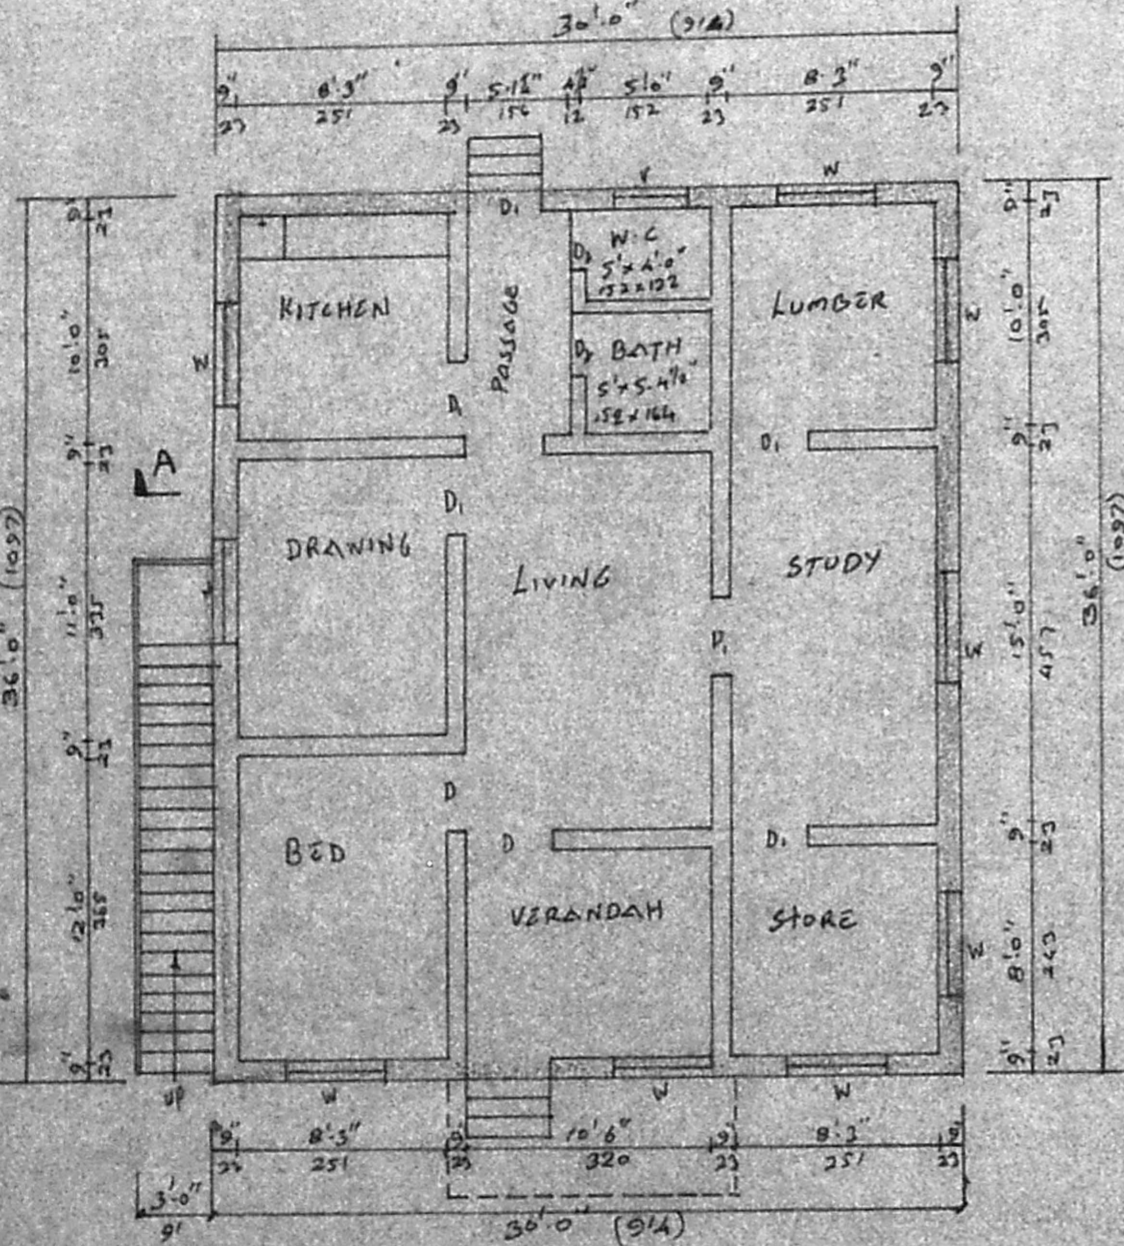 30'.0" (914)
9" 8'.3" 9" 5.1½" 4½" 5'.0" 9" 8.3" 9"
23 251 23 156 12 152 23 251 23
V W
D1
W.C
D2 5'x4'.0"
152x122
KITCHEN
PASSAGE
LUMBER
D2 BATH
5'x5.4½"
152x164
W
W
D1
D1
A
D1
DRAWING
LIVING
STUDY
D1
W
D
BED
D
D1
VERANDAH
STORE
W
UP W W W
9" 23
10'.0" 305
9" 23
11'.0" 335
9" 23
12'.0" 365
9" 23
36'.0" (1097)
9" 23
10'.0" 305
9" 23
15'.0" 457
9" 23
8'.0" 243
9" 23
36'.0" (1097)
9" 8'.3" 9" 10'6" 9" 8'.3" 9"
23 251 23 320 23 251 23
3'.0"
91
30'.0" (914)